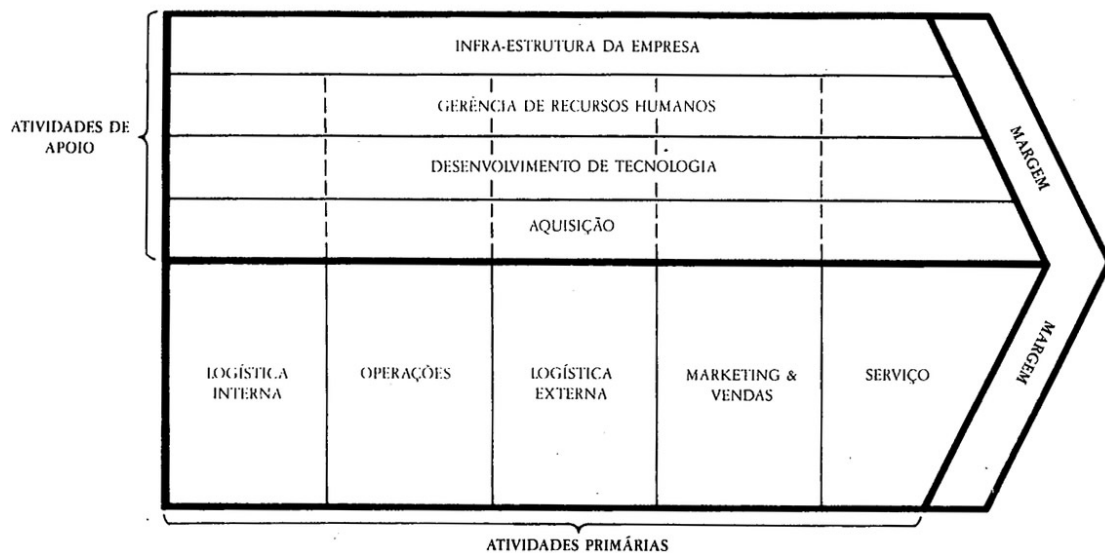 INFRA-ESTRUTURA DA EMPRESA
GERÊNCIA DE RECURSOS HUMANOS
ATIVIDADES DE
APOIO
DESENVOLVIMENTO DE TECNOLOGIA
AQUISIÇÃO
MARGEM
LOGÍSTICA
INTERNA
OPERAÇÕES
LOGÍSTICA
EXTERNA
MARKETING &
VENDAS
SERVIÇO
MARGEM
ATIVIDADES PRIMÁRIAS